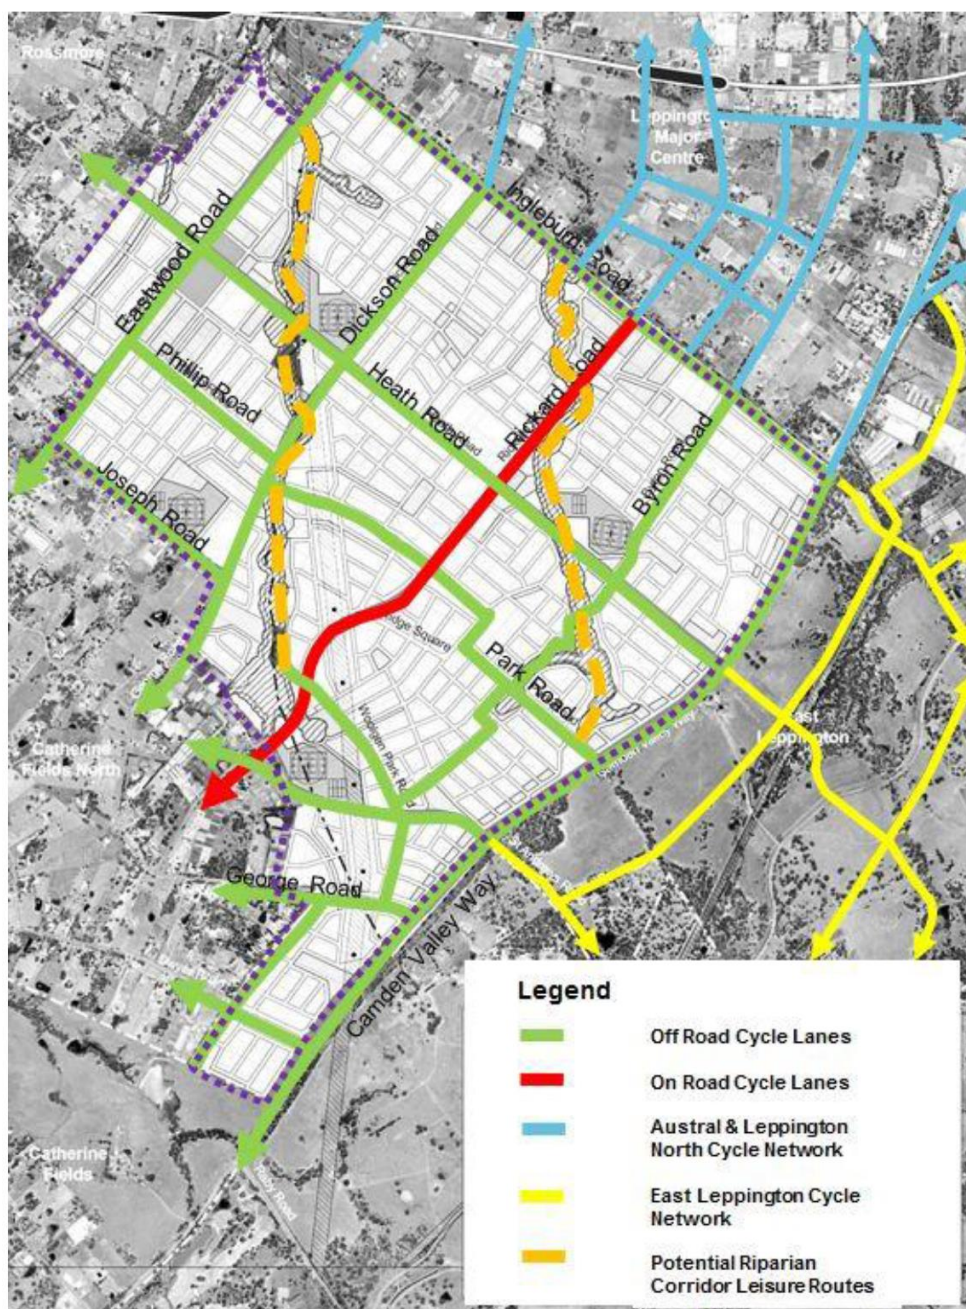 Rossmore
Leppington
Major
Centre
Ingleburn Road
Eastwood Road
Dickson Road
Phillip Road
Heath Road
Rickard Road
Byron Road
Joseph Road
Park Road
East
Leppington
Catherine
Fields North
George Road
Camden Valley Way
Catherine
Fields
Legend
Off Road Cycle Lanes
On Road Cycle Lanes
Austral & Leppington
North Cycle Network
East Leppington Cycle
Network
Potential Riparian
Corridor Leisure Routes